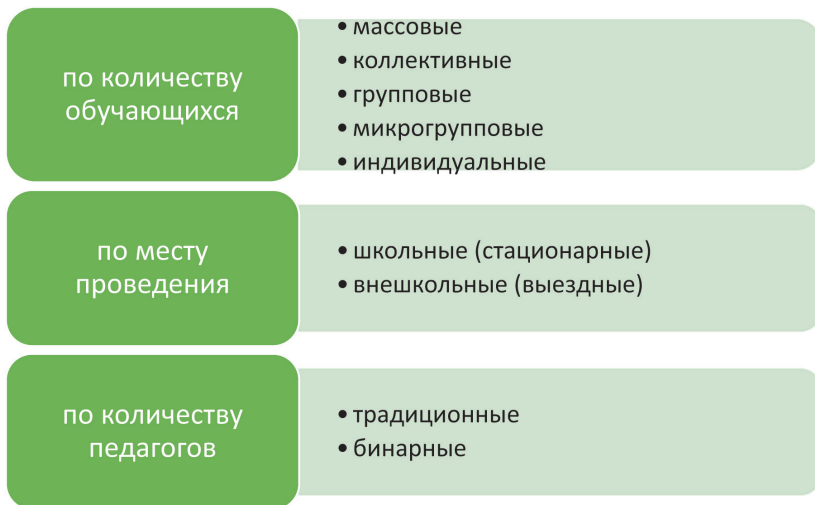 по количеству
обучающихся
• массовые
• коллективные
• групповые
• микрогрупповые
• индивидуальные
по месту
проведения
• школьные (стационарные)
• внешкольные (выездные)
по количеству
педагогов
• традиционные
• бинарные